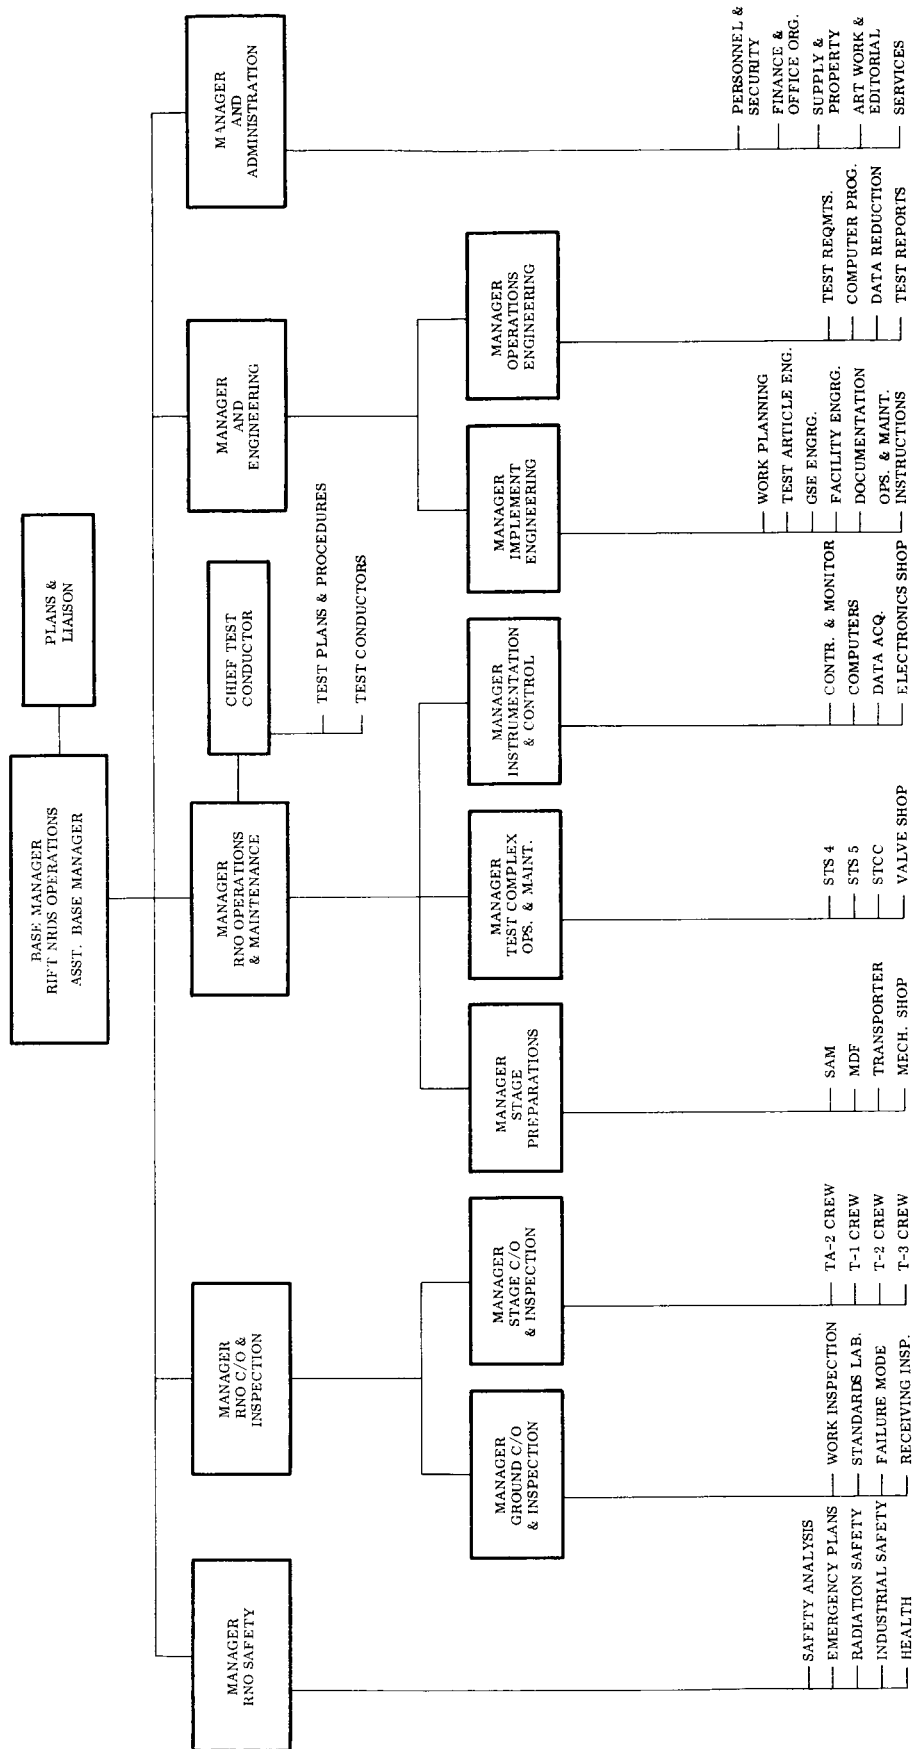 BASE MANAGER
RIFT NRDS OPERATIONS
ASST. BASE MANAGER
PLANS &
LIAISON
MANAGER
RNO SAFETY
MANAGER
RNO C/O &
INSPECTION
MANAGER
RNO OPERATIONS
& MAINTENANCE
CHIEF TEST
CONDUCTOR
TEST PLANS & PROCEDURES
TEST CONDUCTORS
MANAGER
AND
ENGINEERING
MANAGER
AND
ADMINISTRATION
MANAGER
GROUND C/O
& INSPECTION
MANAGER
STAGE C/O
& INSPECTION
MANAGER
STAGE
PREPARATIONS
MANAGER
TEST COMPLEX
OPS. & MAINT.
MANAGER
INSTRUMENTATION
& CONTROL
MANAGER
IMPLEMENT
ENGINEERING
MANAGER
OPERATIONS
ENGINEERING
SAFETY ANALYSIS
EMERGENCY PLANS
RADIATION SAFETY
INDUSTRIAL SAFETY
HEALTH
WORK INSPECTION
STANDARDS LAB.
FAILURE MODE
RECEIVING INSP.
TA-2 CREW
T-1 CREW
T-2 CREW
T-3 CREW
SAM
MDF
TRANSPORTER
MECH. SHOP
STS 4
STS 5
STCC
VALVE SHOP
CONTR. & MONITOR
COMPUTERS
DATA ACQ.
ELECTRONICS SHOP
WORK PLANNING
TEST ARTICLE ENG.
GSE ENGRG.
FACILITY ENGRG.
DOCUMENTATION
OPS. & MAINT.
INSTRUCTIONS
TEST REQMTS.
COMPUTER PROG.
DATA REDUCTION
TEST REPORTS
PERSONNEL &
SECURITY
FINANCE &
OFFICE ORG.
SUPPLY &
PROPERTY
ART WORK &
EDITORIAL
SERVICES